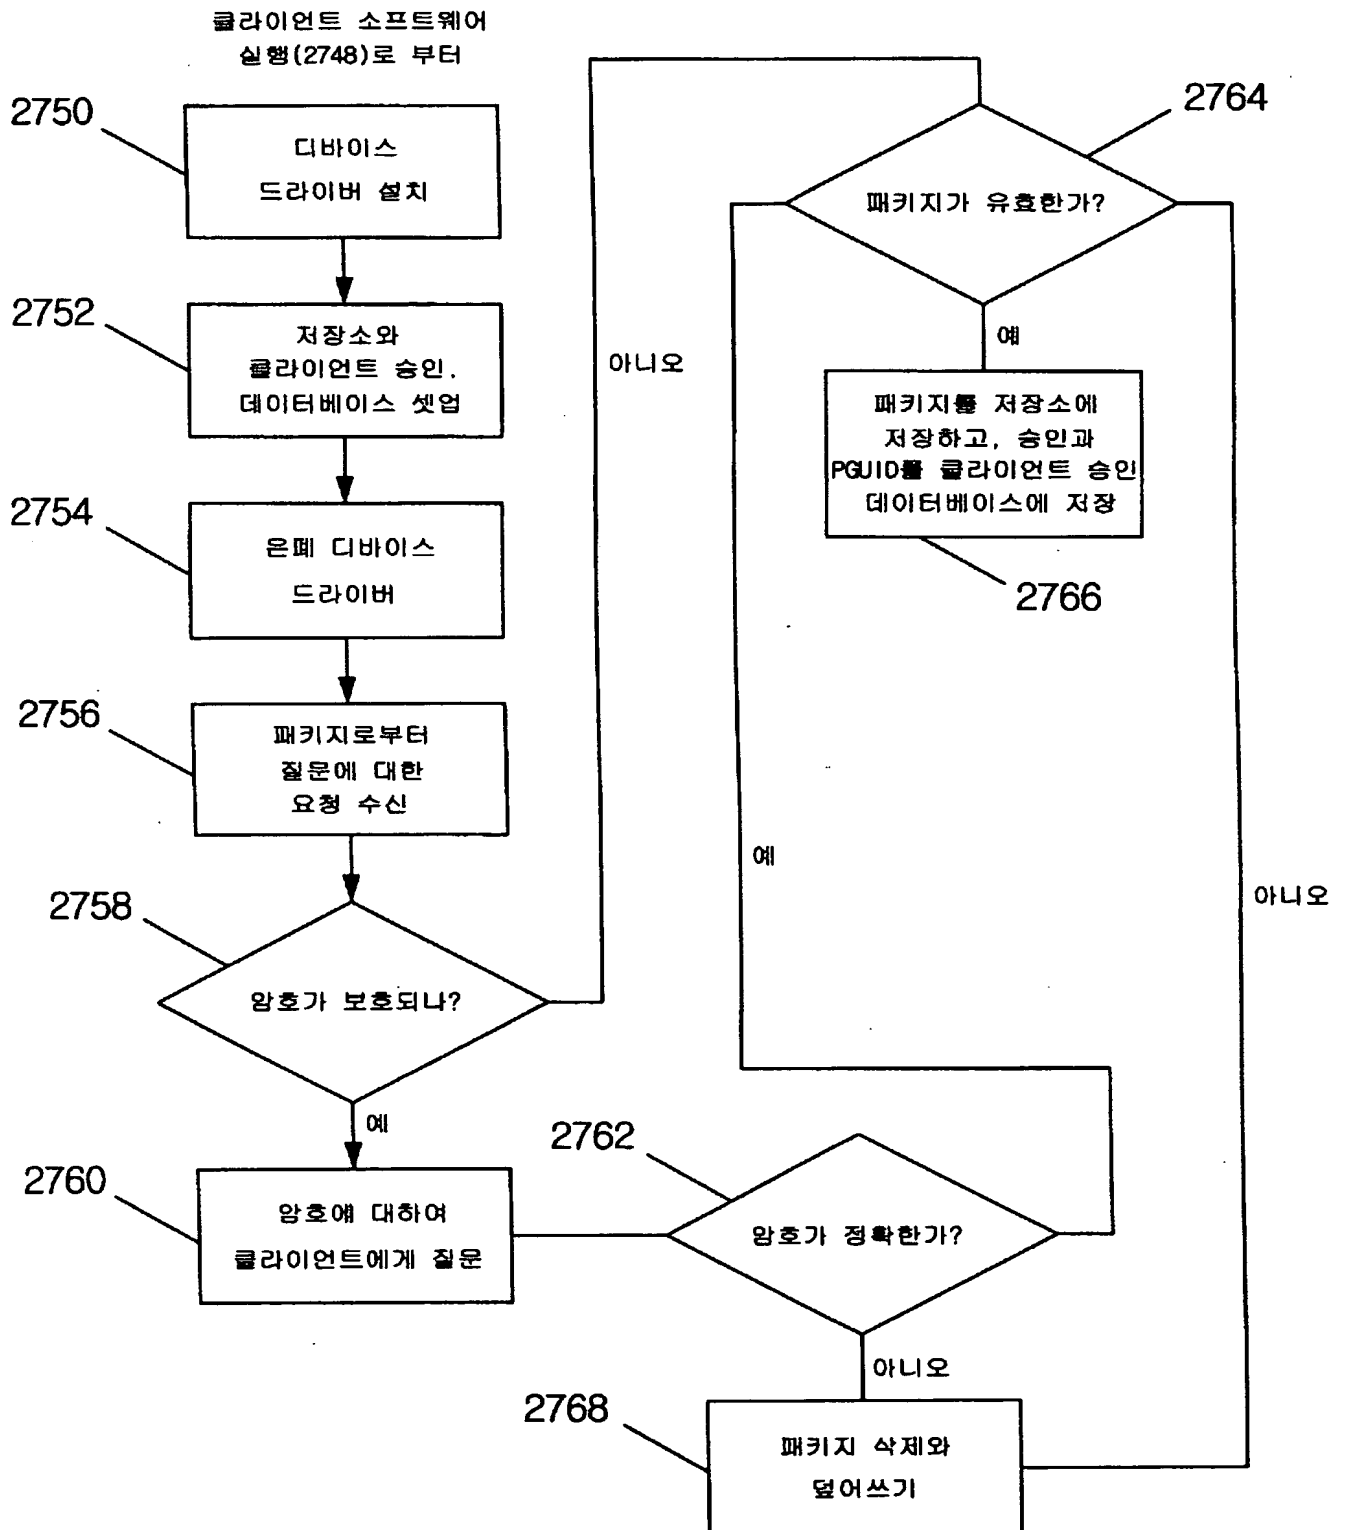 클라이언트 소프트웨어
실행(2748)로 부터
2750
디바이스
드라이버 설치
2752
저장소와
클라이언트 승인.
데이터베이스 셋업
2754
은폐 디바이스
드라이버
2756
패키지로부터
질문에 대한
요청 수신
2758
암호가 보호되나?
아니오
예
2760
암호에 대하여
클라이언트에게 질문
2762
암호가 정확한가?
예
아니오
2764
패키지가 유효한가?
예
아니오
패키지를 저장소에
저장하고, 승인과
PGUID를 클라이언트 승인
데이터베이스에 저장
2766
2768
패키지 삭제와
덮어쓰기